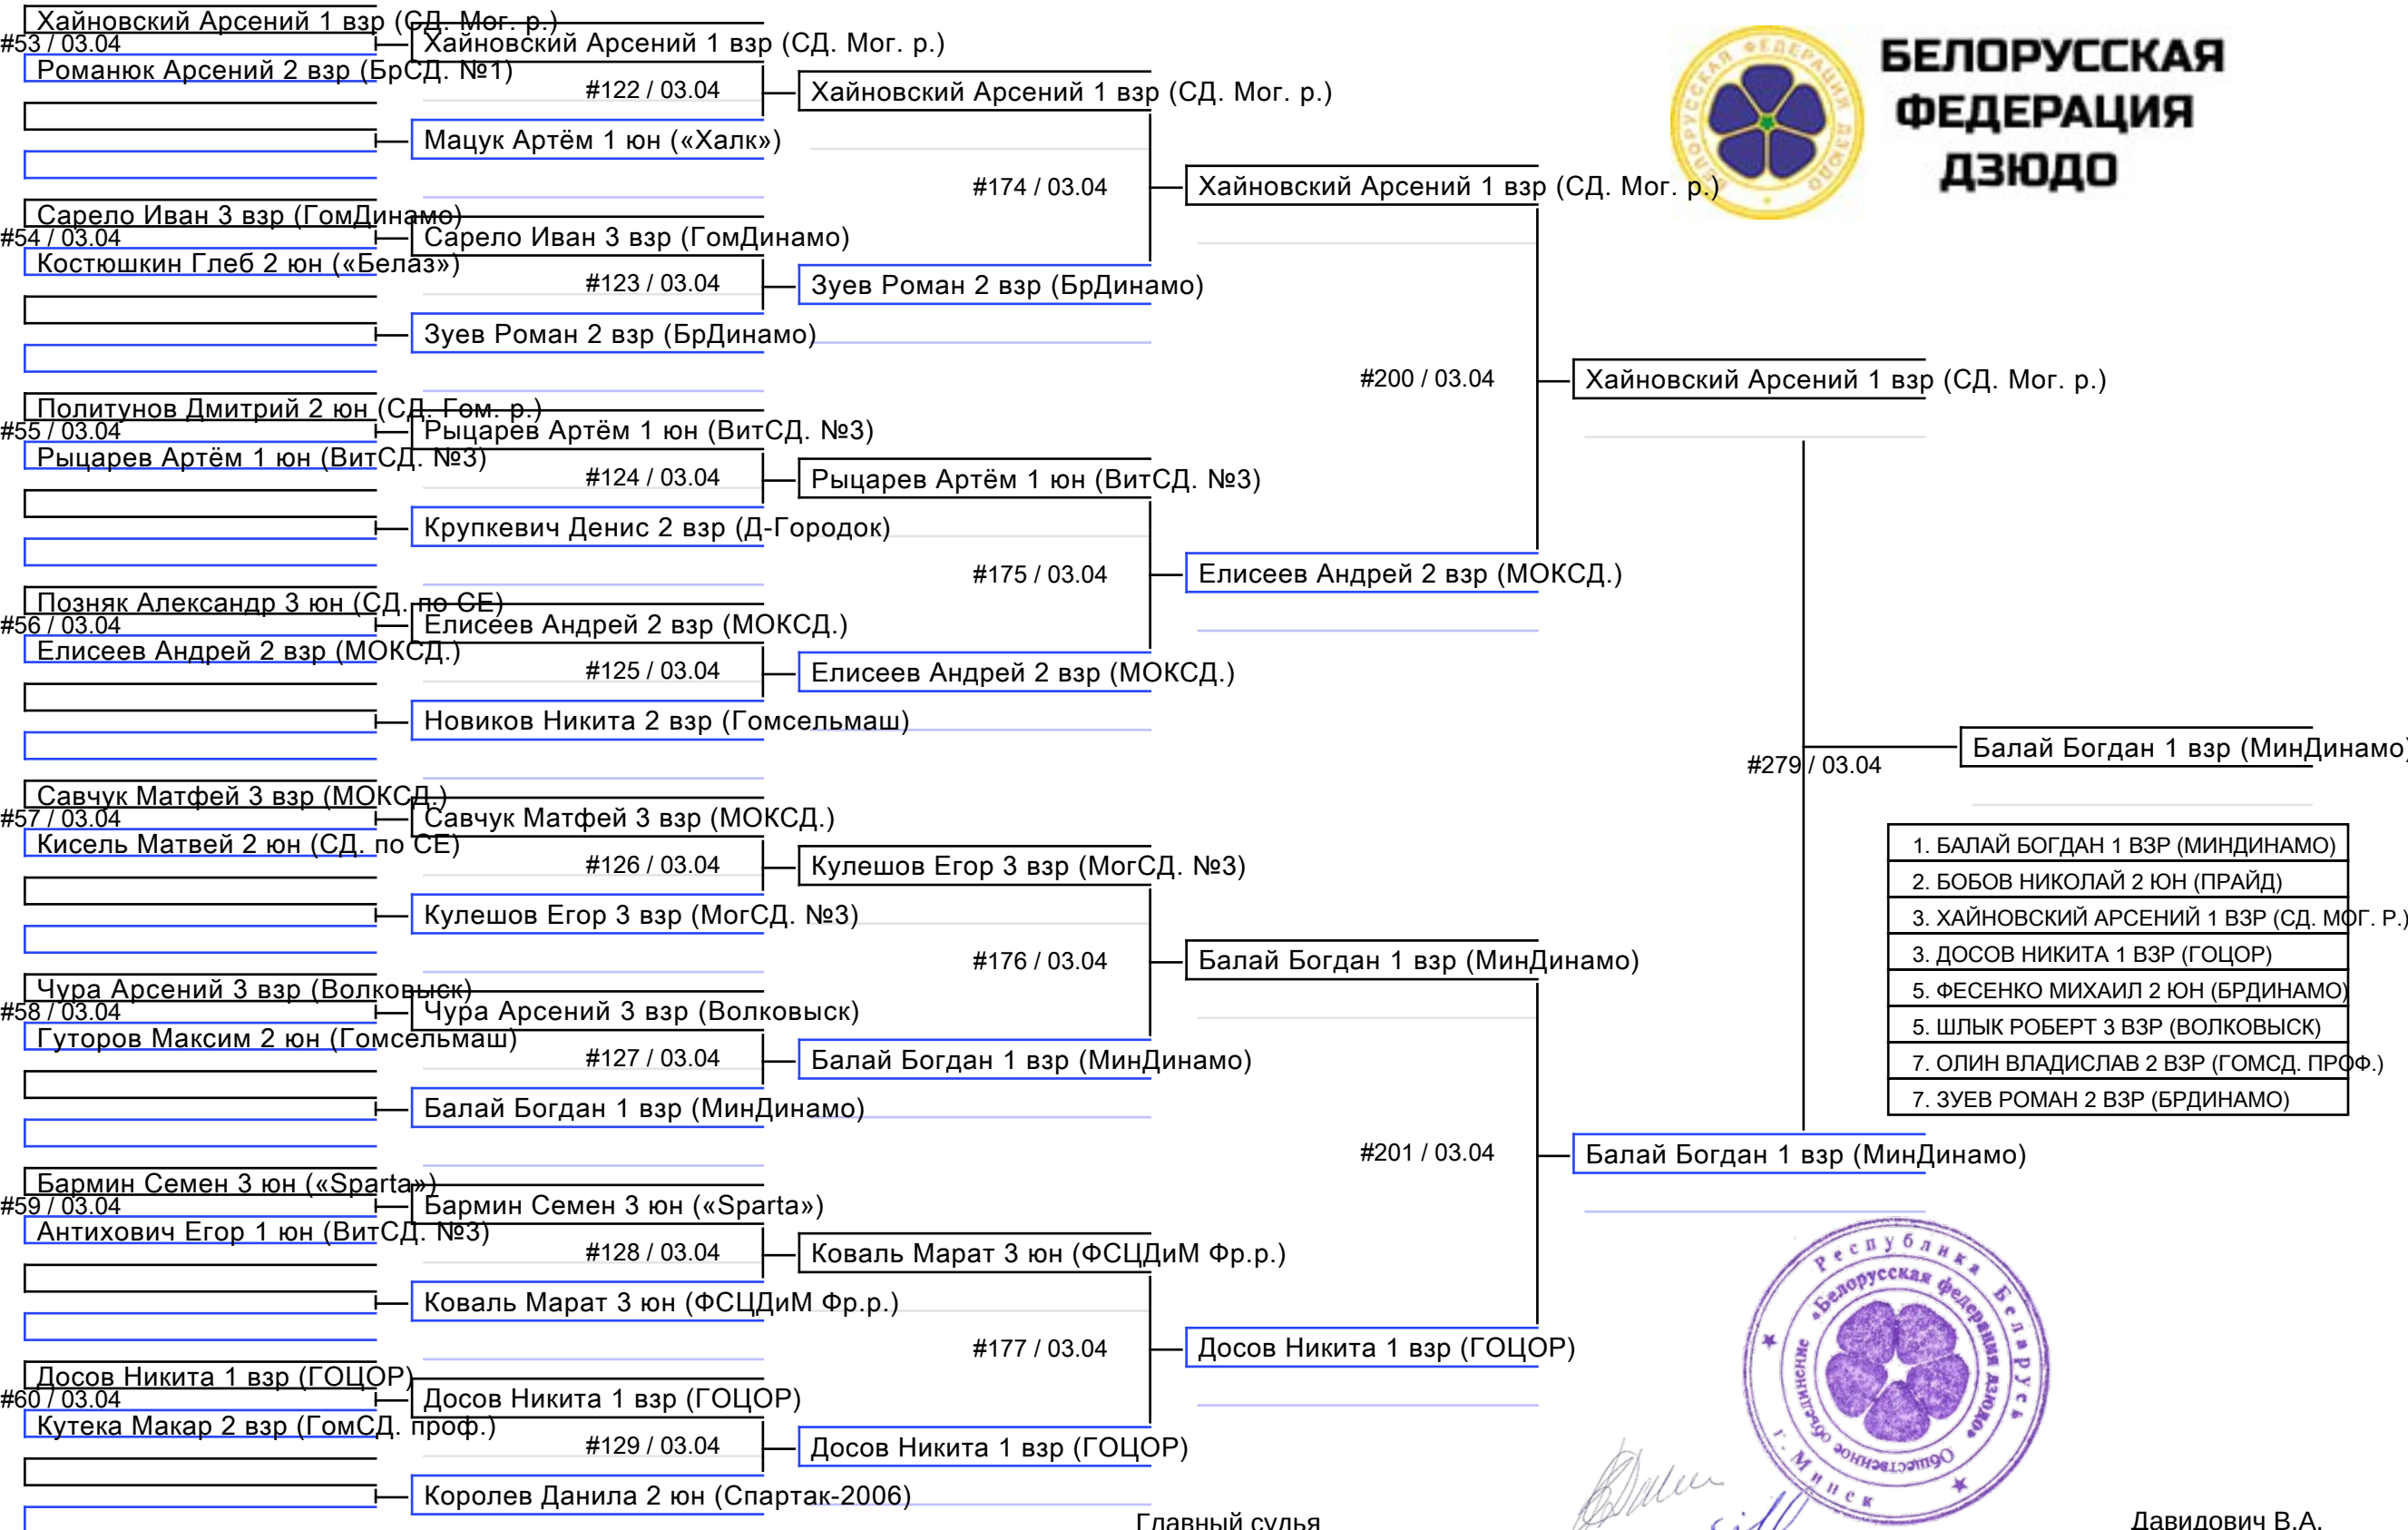 Хайновский Арсений 1 взр (СД. Мог. р.)
#53 / 03.04
Романюк Арсений 2 взр (БрСД. №1)
Сарело Иван 3 взр (ГомДинамо)
#54 / 03.04
Костюшкин Глеб 2 юн («Белаз»)
Политунов Дмитрий 2 юн (СД. Гом. р.)
#55 / 03.04
Рыцарев Артём 1 юн (ВитСД. №3)
Позняк Александр 3 юн (СД. по СЕ)
#56 / 03.04
Елисеев Андрей 2 взр (МОКСД.)
Савчук Матфей 3 взр (МОКСД.)
#57 / 03.04
Кисель Матвей 2 юн (СД. по СЕ)
Чура Арсений 3 взр (Волковыск)
#58 / 03.04
Гуторов Максим 2 юн (Гомсельмаш)
Бармин Семен 3 юн («Sparta»)
#59 / 03.04
Антихович Егор 1 юн (ВитСД. №3)
Досов Никита 1 взр (ГОЦОР)
#60 / 03.04
Кутека Макар 2 взр (ГомСД. проф.)
Хайновский Арсений 1 взр (СД. Мог. р.)
#122 / 03.04
Мацук Артём 1 юн («Халк»)
Сарело Иван 3 взр (ГомДинамо)
#123 / 03.04
Зуев Роман 2 взр (БрДинамо)
Рыцарев Артём 1 юн (ВитСД. №3)
#124 / 03.04
Крупкевич Денис 2 взр (Д-Городок)
Елисеев Андрей 2 взр (МОКСД.)
#125 / 03.04
Новиков Никита 2 взр (Гомсельмаш)
Савчук Матфей 3 взр (МОКСД.)
#126 / 03.04
Кулешов Егор 3 взр (МогСД. №3)
Чура Арсений 3 взр (Волковыск)
#127 / 03.04
Балай Богдан 1 взр (МинДинамо)
Бармин Семен 3 юн («Sparta»)
#128 / 03.04
Коваль Марат 3 юн (ФСЦДиМ Фр.р.)
Досов Никита 1 взр (ГОЦОР)
#129 / 03.04
Королев Данила 2 юн (Спартак-2006)
Хайновский Арсений 1 взр (СД. Мог. р.)
#174 / 03.04
Зуев Роман 2 взр (БрДинамо)
Рыцарев Артём 1 юн (ВитСД. №3)
#175 / 03.04
Елисеев Андрей 2 взр (МОКСД.)
Кулешов Егор 3 взр (МогСД. №3)
#176 / 03.04
Балай Богдан 1 взр (МинДинамо)
Коваль Марат 3 юн (ФСЦДиМ Фр.р.)
#177 / 03.04
Досов Никита 1 взр (ГОЦОР)
Хайновский Арсений 1 взр (СД. Мог. р.)
#200 / 03.04
Елисеев Андрей 2 взр (МОКСД.)
Балай Богдан 1 взр (МинДинамо)
#201 / 03.04
Досов Никита 1 взр (ГОЦОР)
Хайновский Арсений 1 взр (СД. Мог. р.)
#279 / 03.04
Балай Богдан 1 взр (МинДинамо)
Балай Богдан 1 взр (МинДинамо)
БЕЛОРУССКАЯ ФЕДЕРАЦИЯ ДЗЮДО
БЕЛОРУССКАЯ
ФЕДЕРАЦИЯ
ДЗЮДО
1. БАЛАЙ БОГДАН 1 ВЗР (МИНДИНАМО)
2. БОБОВ НИКОЛАЙ 2 ЮН (ПРАЙД)
3. ХАЙНОВСКИЙ АРСЕНИЙ 1 ВЗР (СД. МОГ. Р.)
3. ДОСОВ НИКИТА 1 ВЗР (ГОЦОР)
5. ФЕСЕНКО МИХАИЛ 2 ЮН (БРДИНАМО)
5. ШЛЫК РОБЕРТ 3 ВЗР (ВОЛКОВЫСК)
7. ОЛИН ВЛАДИСЛАВ 2 ВЗР (ГОМСД. ПРОФ.)
7. ЗУЕВ РОМАН 2 ВЗР (БРДИНАМО)
Республика Беларусь
г. Минск
Общественное объединение
«Белорусская федерация дзюдо»
Главный судья
Давидович В.А.